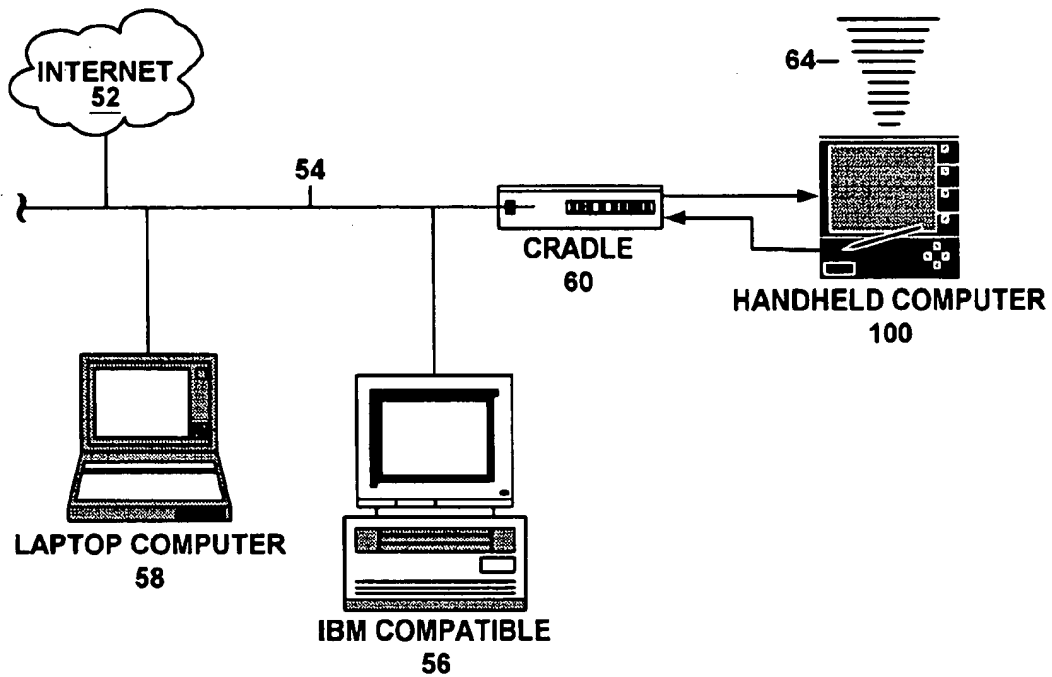 INTERNET
52
64
54
CRADLE
60
HANDHELD COMPUTER
100
LAPTOP COMPUTER
58
IBM COMPATIBLE
56